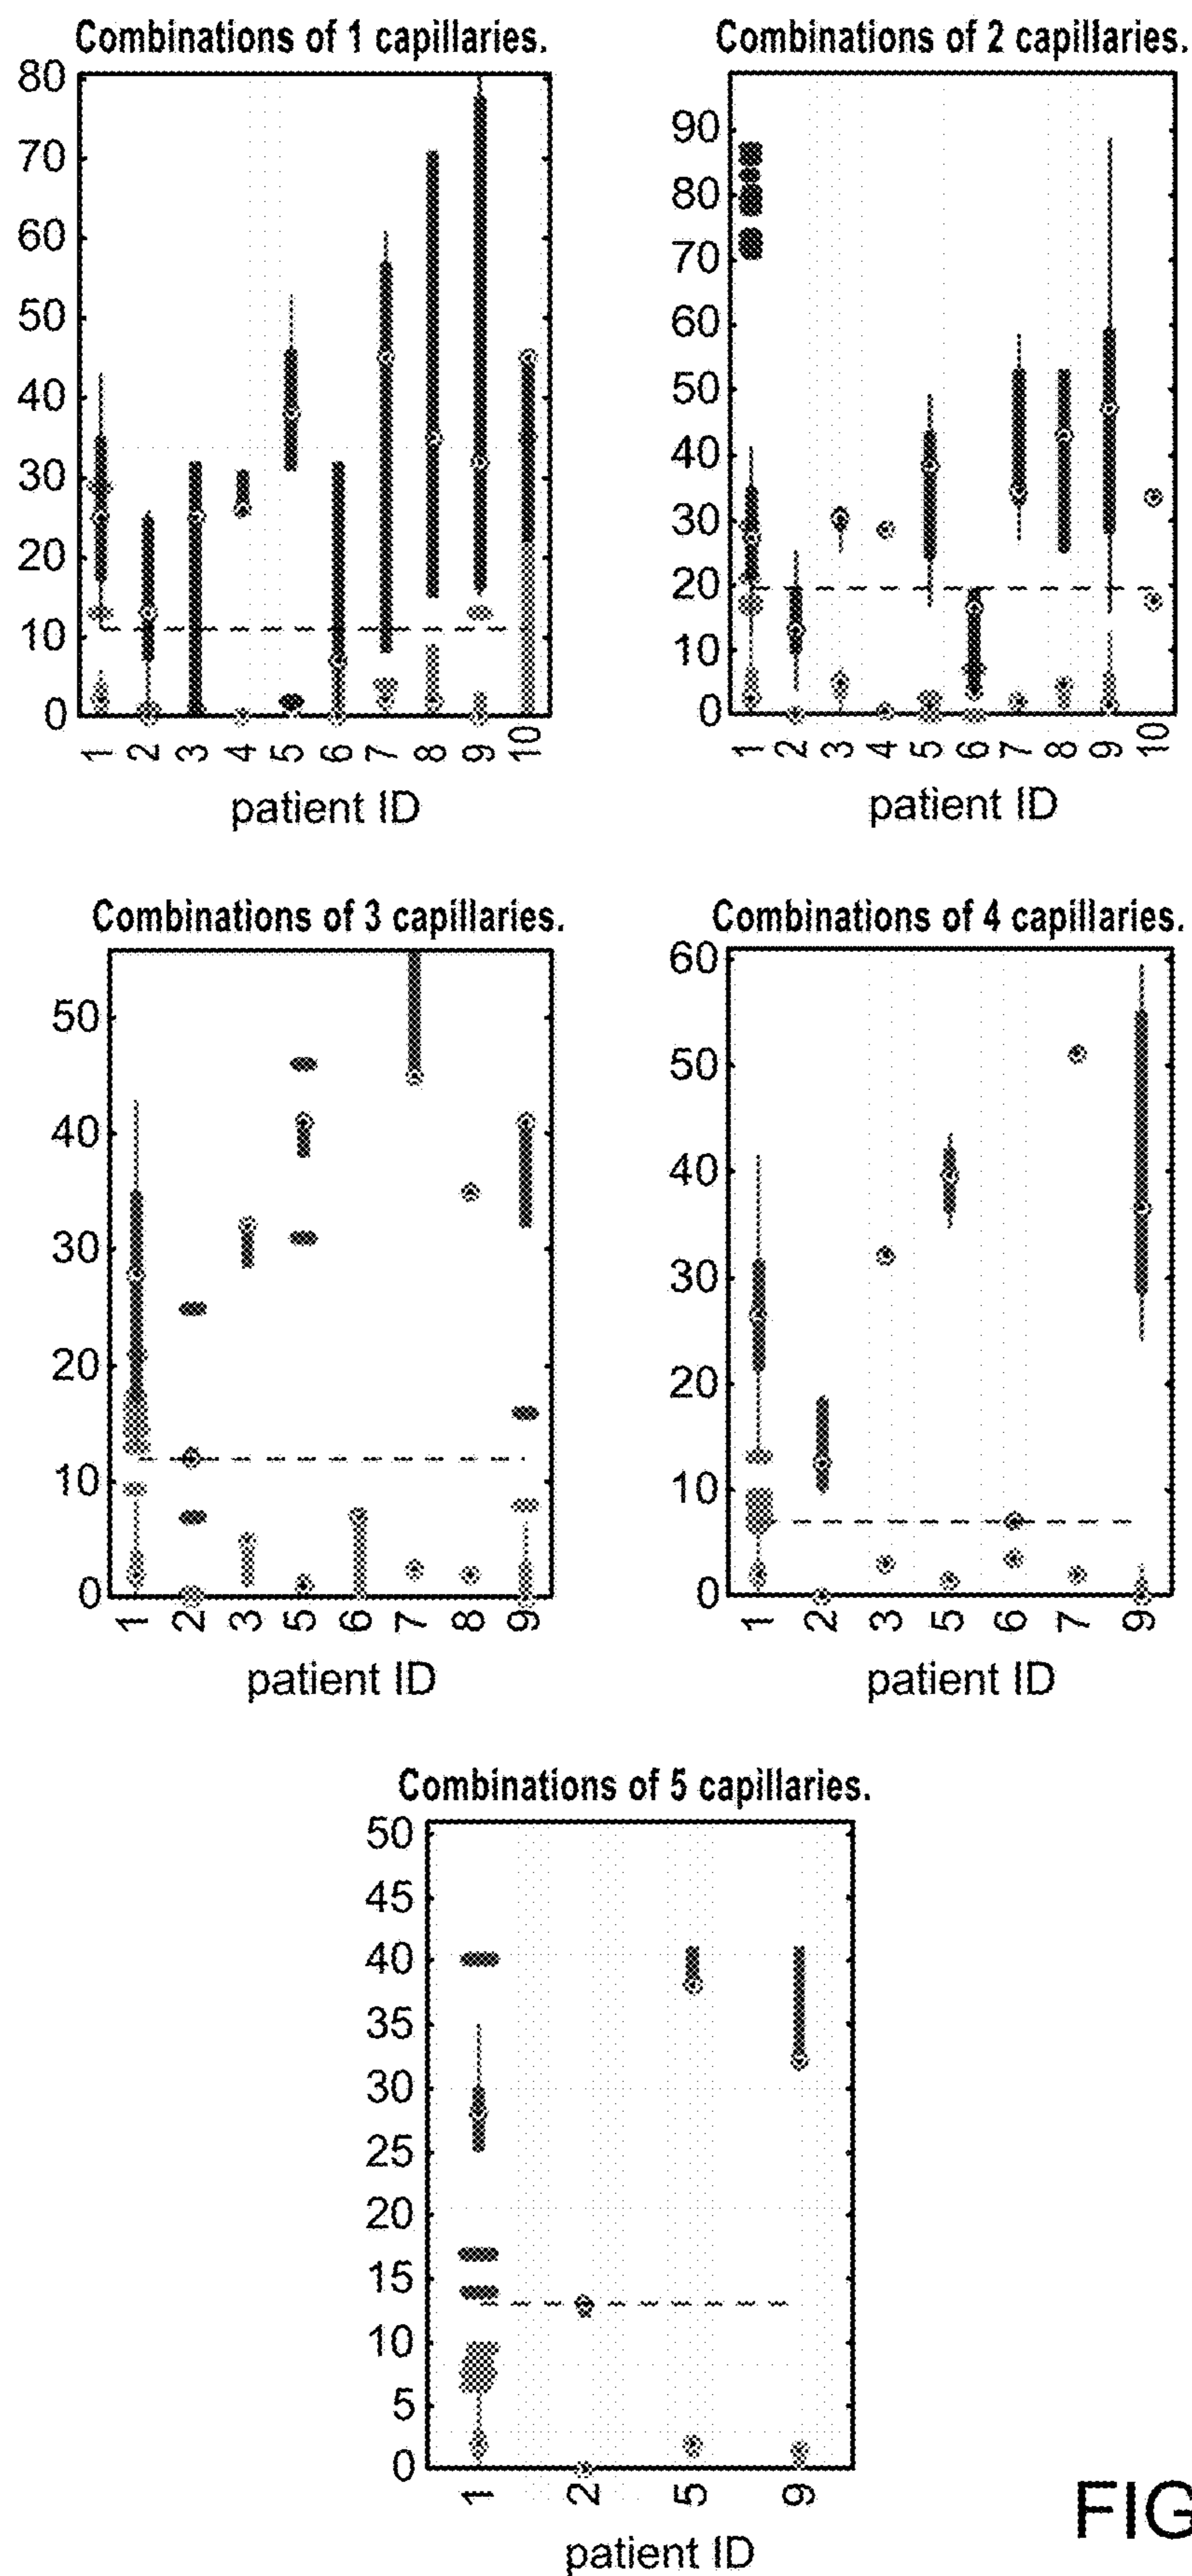 Combinations of 1 capillaries.
80
70
60
50
40
30
20
10
0
1 2 3 4 5 6 7 8 9 10
patient ID
Combinations of 2 capillaries.
90
80
70
60
50
40
30
20
10
0
1 2 3 4 5 6 7 8 9 10
patient ID
Combinations of 3 capillaries.
50
40
30
20
10
0
1 2 3 5 6 7 8 9
patient ID
Combinations of 4 capillaries.
60
50
40
30
20
10
0
1 2 3 5 6 7 9
patient ID
Combinations of 5 capillaries.
50
45
40
35
30
25
20
15
10
5
0
1 2 5 9
patient ID
FIG